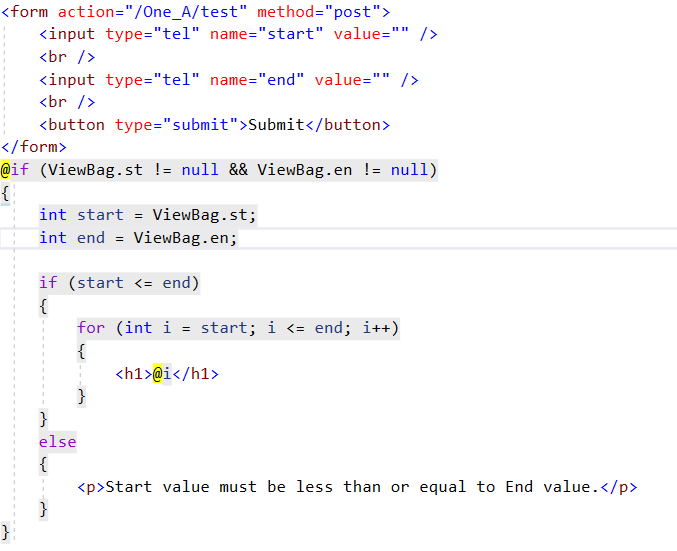 <form action="/One_A/test" method="post">
    <input type="tel" name="start" value="" />
    <br />
    <input type="tel" name="end" value="" />
    <br />
    <button type="submit">Submit</button>
</form>
@if (ViewBag.st != null && ViewBag.en != null)
{
    int start = ViewBag.st;
    int end = ViewBag.en;

    if (start <= end)
    {
        for (int i = start; i <= end; i++)
        {
            <h1>@i</h1>
        }
    }
    else
    {
        <p>Start value must be less than or equal to End value.</p>
    }
}